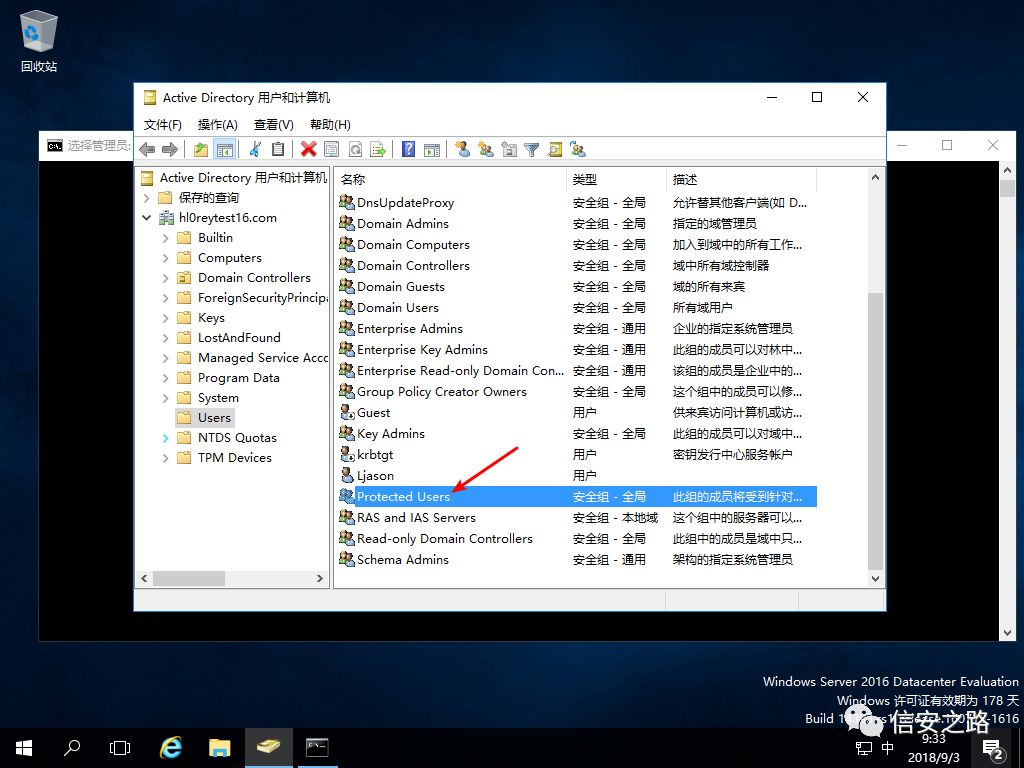 回收站
Active Directory 用户和计算机
文件(F) 操作(A) 查看(V) 帮助(H)
选择管理员:
Active Directory 用户和计算机
保存的查询
hl0reytest16.com
Builtin
Computers
Domain Controllers
ForeignSecurityPrincipa
Keys
LostAndFound
Managed Service Acco
Program Data
System
Users
NTDS Quotas
TPM Devices
名称 类型 描述
DnsUpdateProxy 安全组 - 全局 允许替其他客户端(如 D...
Domain Admins 安全组 - 全局 指定的域管理员
Domain Computers 安全组 - 全局 加入到域中的所有工作...
Domain Controllers 安全组 - 全局 域中所有域控制器
Domain Guests 安全组 - 全局 域的所有来宾
Domain Users 安全组 - 全局 所有域用户
Enterprise Admins 安全组 - 通用 企业的指定系统管理员
Enterprise Key Admins 安全组 - 通用 此组的成员可以对林中...
Enterprise Read-only Domain Con... 安全组 - 通用 该组的成员是企业中的...
Group Policy Creator Owners 安全组 - 全局 这个组中的成员可以修...
Guest 用户 供来宾访问计算机或访...
Key Admins 安全组 - 全局 此组的成员可以对域中...
krbtgt 用户 密钥发行中心服务帐户
Ljason 用户
Protected Users 安全组 - 全局 此组的成员将受到针对...
RAS and IAS Servers 安全组 - 本地域 这个组中的服务器可以...
Read-only Domain Controllers 安全组 - 全局 此组中的成员是域中只...
Schema Admins 安全组 - 通用 架构的指定系统管理员
Windows Server 2016 Datacenter Evaluation
Windows 许可证有效期为 178 天
Build
信安之路
中
9:33
2018/9/3
2